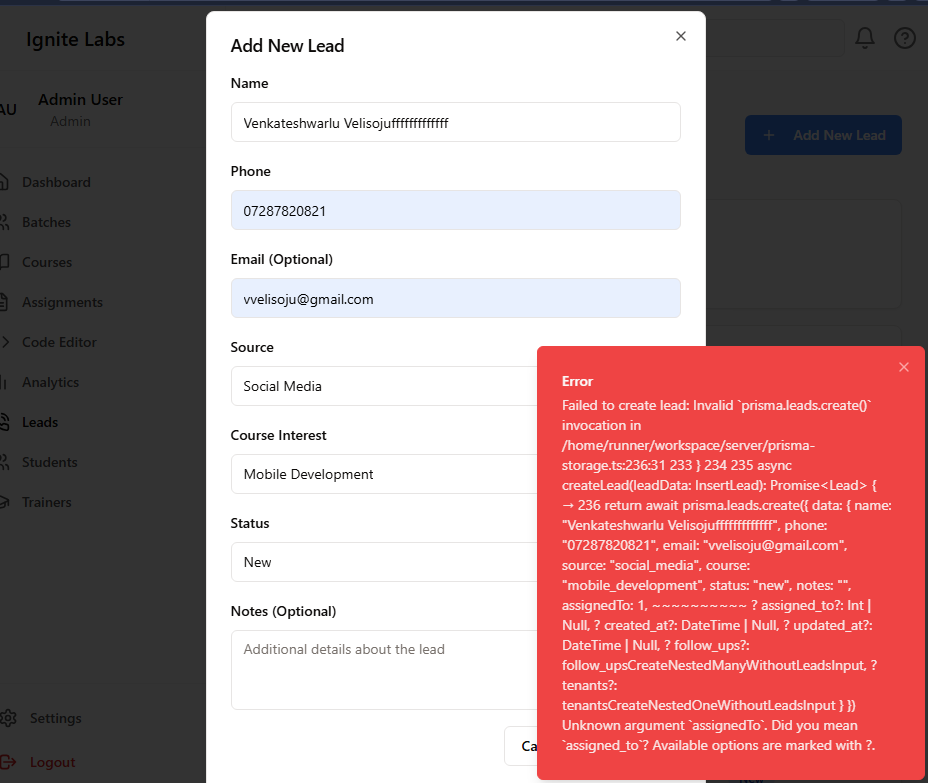 Ignite Labs
AU
Admin User
Admin
Dashboard
Batches
Courses
Assignments
Code Editor
Analytics
Leads
Students
Trainers
Settings
Logout
+ Add New Lead
Add New Lead
Name
Venkateshwarlu Velisojufffffffffffff
Phone
07287820821
Email (Optional)
vvelisoju@gmail.com
Source
Social Media
Course Interest
Mobile Development
Status
New
Notes (Optional)
Additional details about the lead
Ca
Error
Failed to create lead: Invalid `prisma.leads.create()`
invocation in
/home/runner/workspace/server/prisma-
storage.ts:236:31 233 } 234 235 async
createLead(leadData: InsertLead): Promise<Lead> {
→ 236 return await prisma.leads.create({ data: { name:
"Venkateshwarlu Velisojufffffffffffff", phone:
"07287820821", email: "vvelisoju@gmail.com",
source: "social_media", course:
"mobile_development", status: "new", notes: "",
assignedTo: 1, ~~~~~~~~~~ ? assigned_to?: Int |
Null, ? created_at?: DateTime | Null, ? updated_at?:
DateTime | Null, ? follow_ups?:
follow_upsCreateNestedManyWithoutLeadsInput, ?
tenants?:
tenantsCreateNestedOneWithoutLeadsInput } })
Unknown argument `assignedTo`. Did you mean
`assigned_to`? Available options are marked with ?.